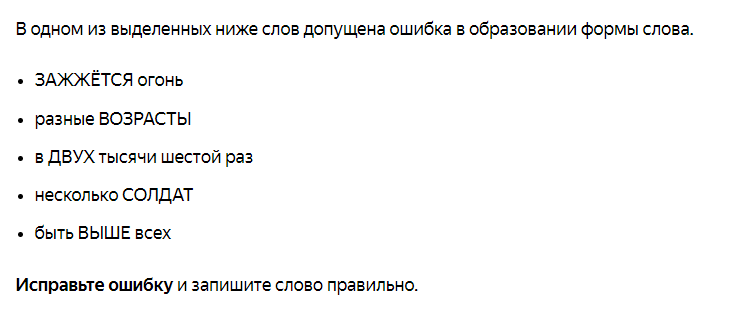 В одном из выделенных ниже слов допущена ошибка в образовании формы слова.
• ЗАЖЖЁТСЯ огонь
• разные ВОЗРАСТЫ
• в ДВУХ тысячи шестой раз
• несколько СОЛДАТ
• быть ВЫШЕ всех
Исправьте ошибку и запишите слово правильно.